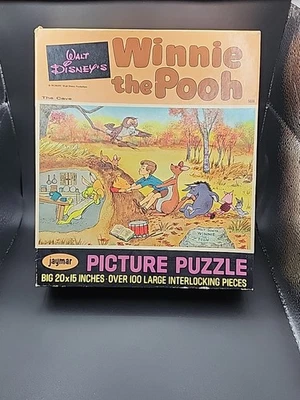 WALT
DISNEY'S
Winnie
the Pooh
The Cave
jaymar
PICTURE PUZZLE
BIG 20x15 INCHES · OVER 100 LARGE INTERLOCKING PIECES